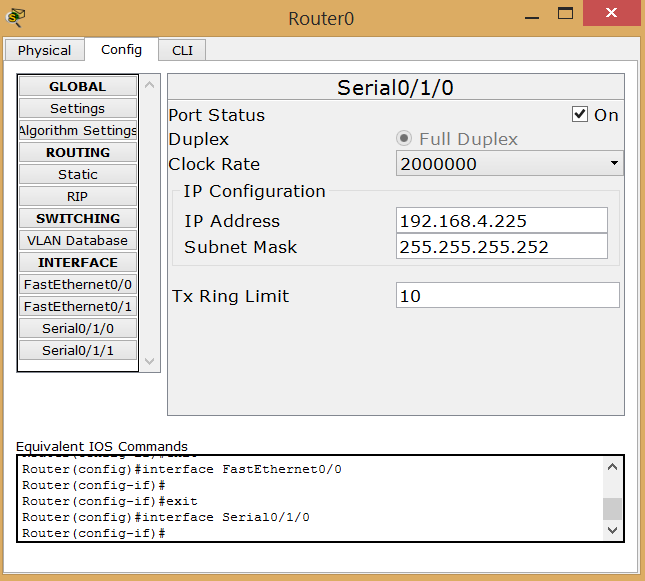 Router0
Physical Config CLI
GLOBAL
Settings
Algorithm Settings
ROUTING
Static
RIP
SWITCHING
VLAN Database
INTERFACE
FastEthernet0/0
FastEthernet0/1
Serial0/1/0
Serial0/1/1
Serial0/1/0
Port Status On
Duplex Full Duplex
Clock Rate 2000000
IP Configuration
IP Address 192.168.4.225
Subnet Mask 255.255.255.252
Tx Ring Limit 10
Equivalent IOS Commands
Router(config-if)#exit
Router(config)#interface FastEthernet0/0
Router(config-if)#
Router(config-if)#exit
Router(config)#interface Serial0/1/0
Router(config-if)#